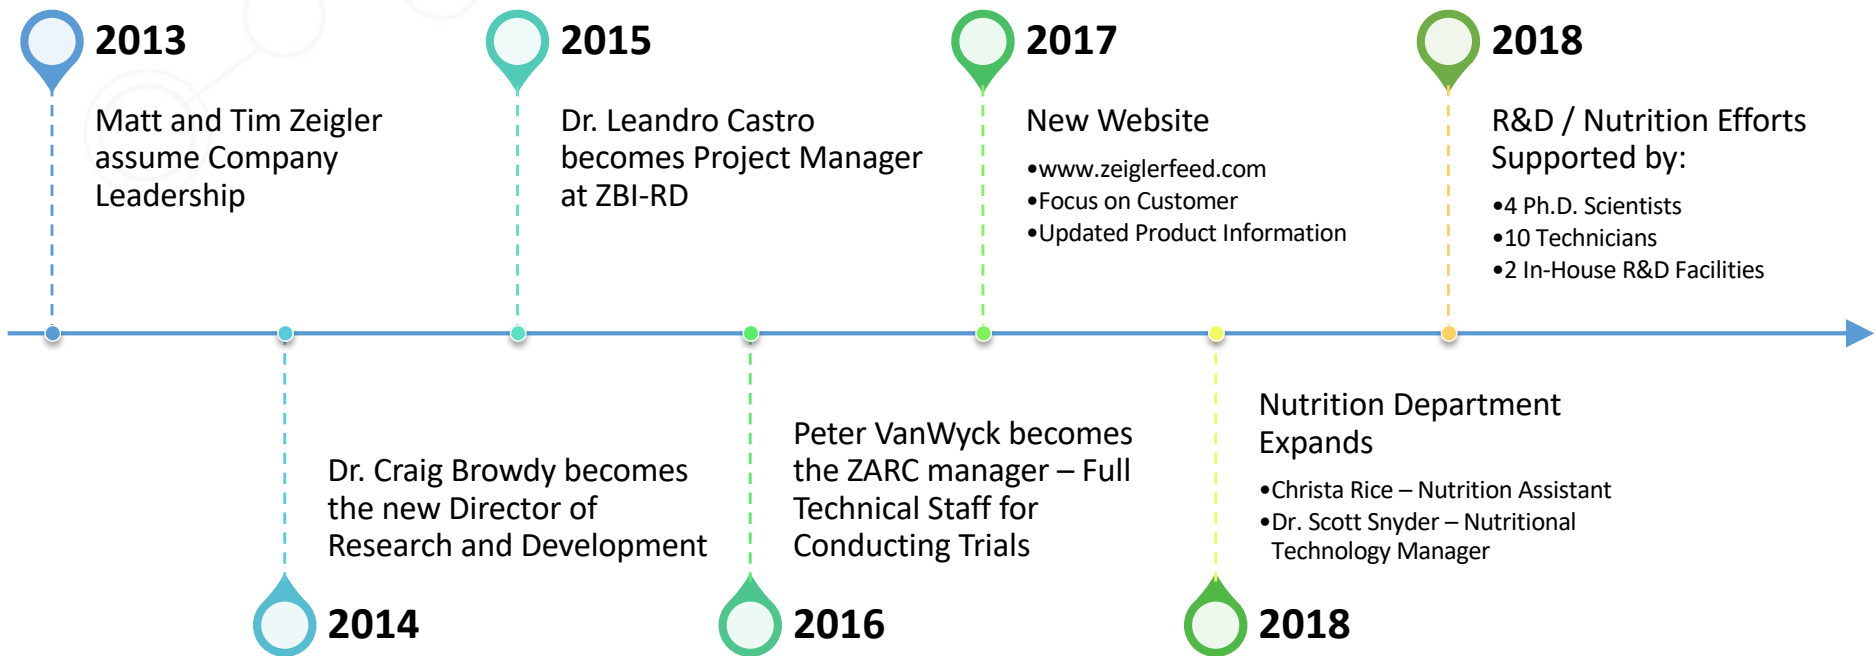 2013
Matt and Tim Zeigler
assume Company
Leadership
2014
Dr. Craig Browdy becomes
the new Director of
Research and Development
2015
Dr. Leandro Castro
becomes Project Manager
at ZBI-RD
2016
Peter VanWyck becomes
the ZARC manager – Full
Technical Staff for
Conducting Trials
2017
New Website
•www.zeiglerfeed.com
•Focus on Customer
•Updated Product Information
2018
Nutrition Department
Expands
•Christa Rice – Nutrition Assistant
•Dr. Scott Snyder – Nutritional
Technology Manager
2018
R&D / Nutrition Efforts
Supported by:
•4 Ph.D. Scientists
•10 Technicians
•2 In-House R&D Facilities